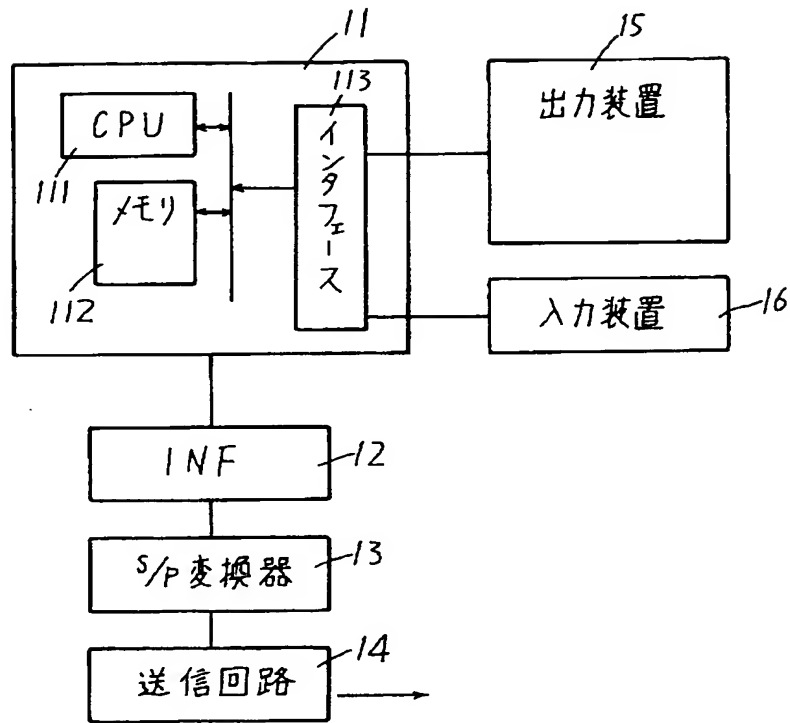 11
15
CPU
111
メモリ
112
113
インタフェース
出力装置
入力装置
16
INF
12
S/P変換器
13
送信回路
14